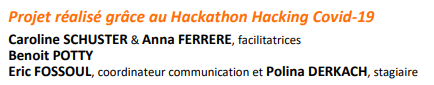 Projet réalisé grâce au Hackathon Hacking Covid-19
Caroline SCHUSTER & Anna FERRERE, facilitatrices
Benoit POTTY
Eric FOSSOUL, coordinateur communication et Polina DERKACH, stagiaire